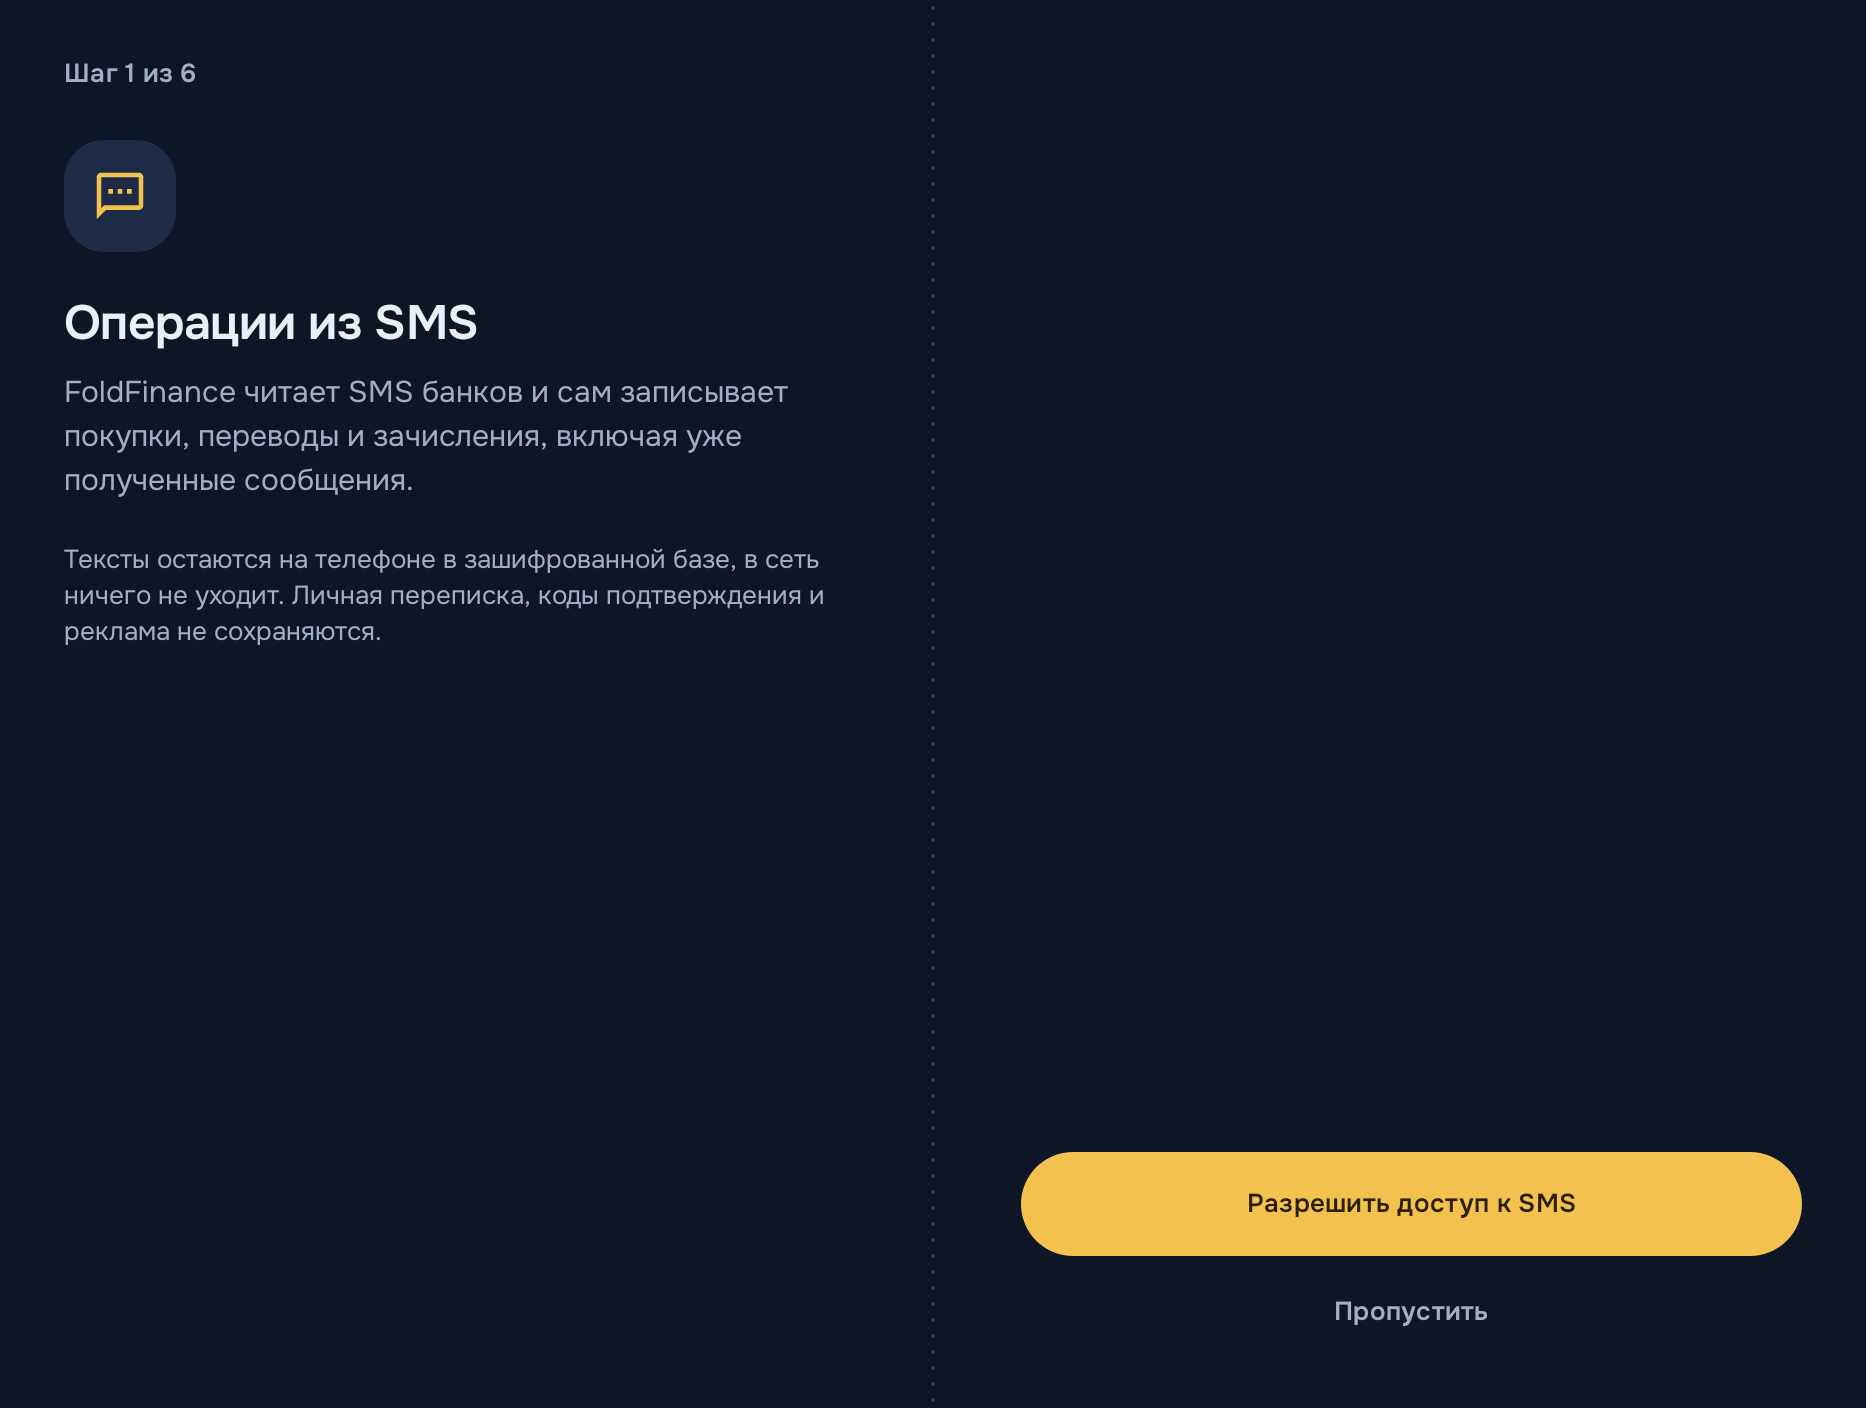 Шаг 1 из 6
Операции из SMS
FoldFinance читает SMS банков и сам записывает
покупки, переводы и зачисления, включая уже
полученные сообщения.
Тексты остаются на телефоне в зашифрованной базе, в сеть
ничего не уходит. Личная переписка, коды подтверждения и
реклама не сохраняются.
Разрешить доступ к SMS
Пропустить